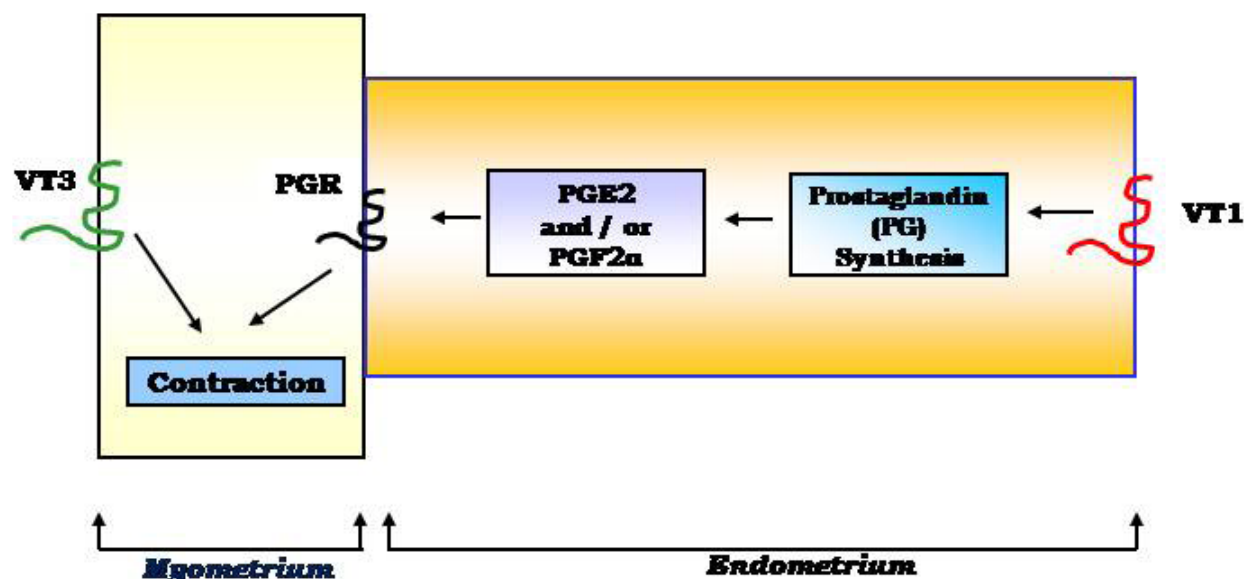 VT3
PGR
PGE2
and / or
PGF2α
Prostaglandin
(PG)
Synthesis
VT1
Contraction
Myometrium
Endometrium